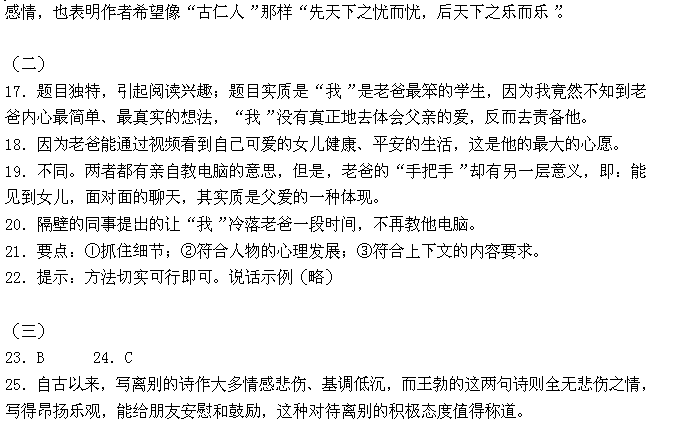 感情，也表明作者希望像“古仁人 ”那样“先天下之忧而忧，后天下之乐而乐 ”。
（二）
17．题目独特，引起阅读兴趣；题目实质是“我 ”是老爸最笨的学生，因为我竟然不知到老
爸内心最简单、最真实的想法，“我 ”没有真正地去体会父亲的爱，反而去责备他。
18．因为老爸能通过视频看到自己可爱的女儿健康、平安的生活，这是他的最大的心愿。
19．不同。两者都有亲自教电脑的意思，但是，老爸的“手把手 ”却有另一层意义，即：能
见到女儿，面对面的聊天，其实质是父爱的一种体现。
20．隔壁的同事提出的让“我 ”冷落老爸一段时间，不再教他电脑。
21．要点：①抓住细节；②符合人物的心理发展；③符合上下文的内容要求。
22．提示：方法切实可行即可。说话示例（略）
（三）
23．B 24．C
25．自古以来，写离别的诗作大多情感悲伤、基调低沉，而王勃的这两句诗则全无悲伤之情，
写得昂扬乐观，能给朋友安慰和鼓励，这种对待离别的积极态度值得称道。